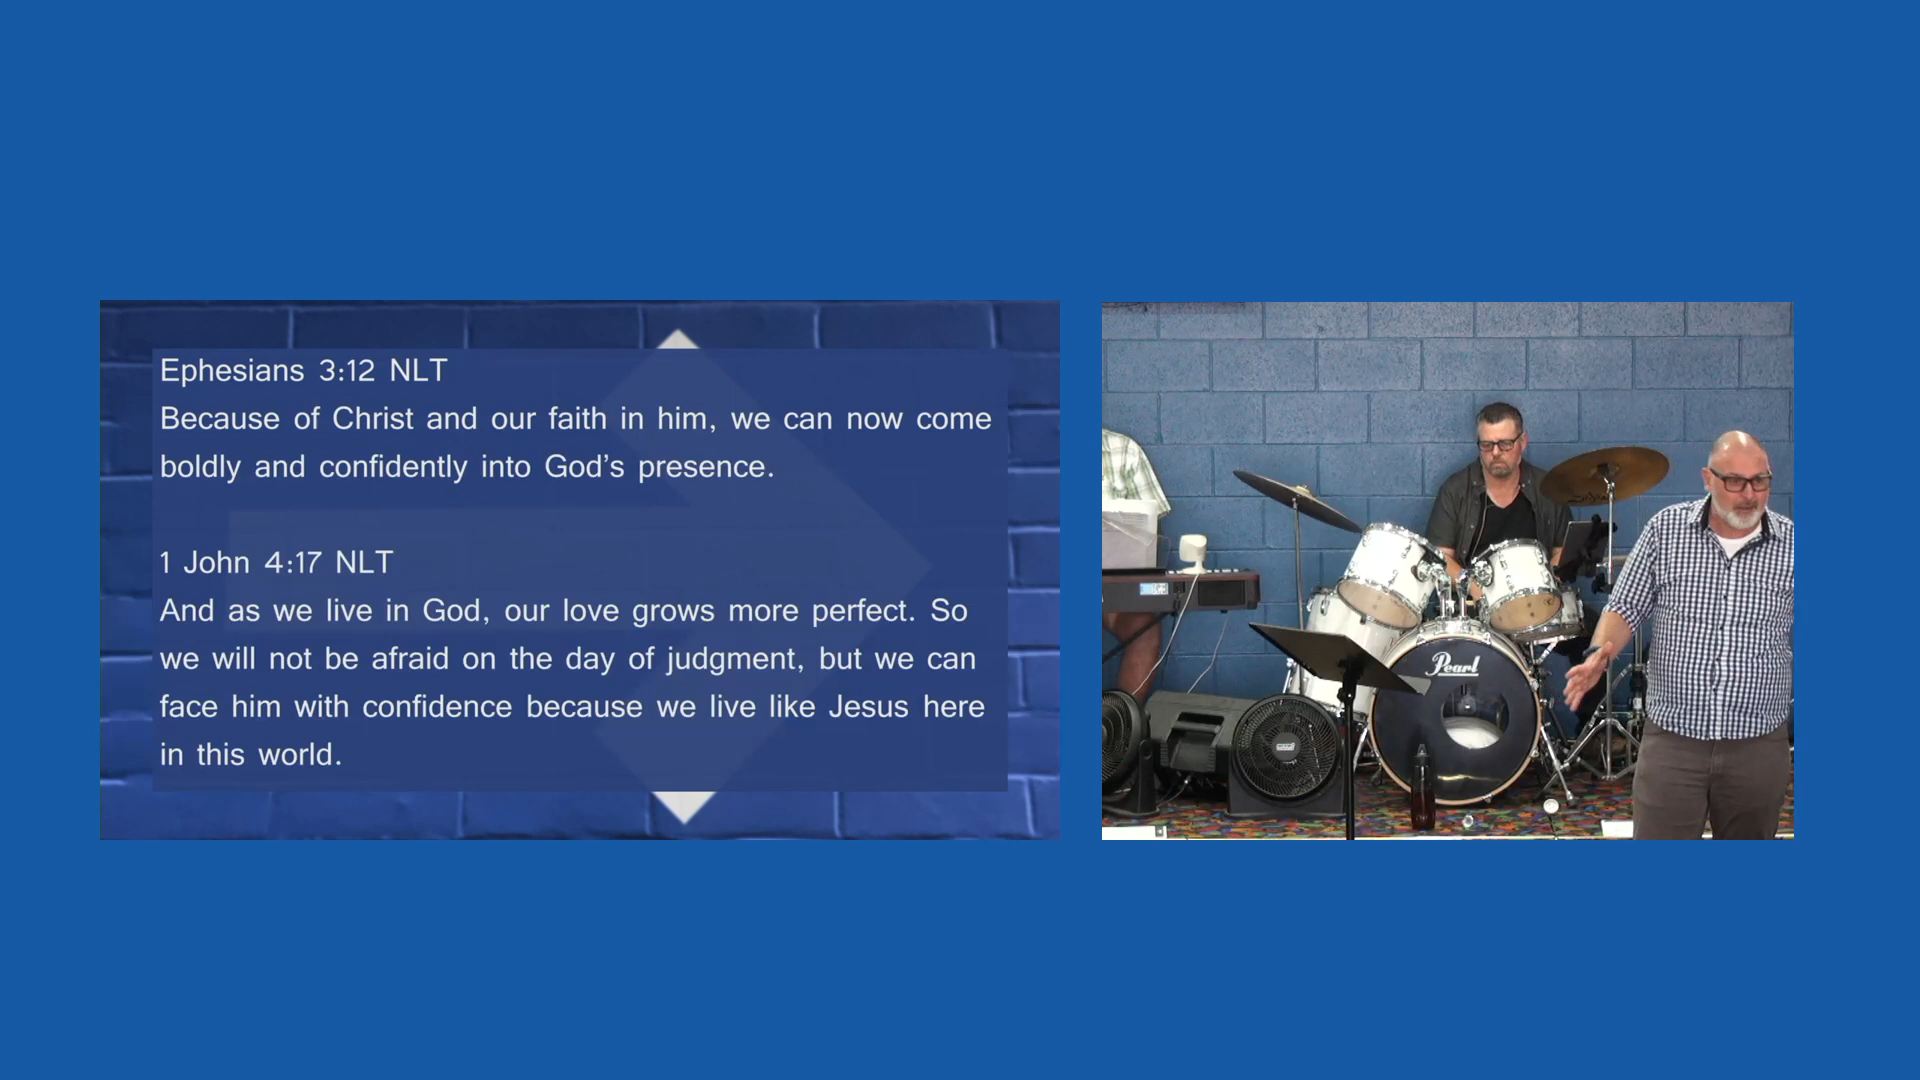 Ephesians 3:12 NLT
Because of Christ and our faith in him, we can now come
boldly and confidently into God's presence.
1 John 4:17 NLT
And as we live in God, our love grows more perfect. So
we will not be afraid on the day of judgment, but we can
face him with confidence because we live like Jesus here
in this world.
Pearl